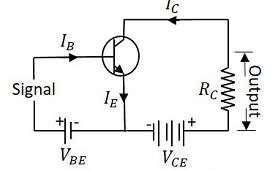 I_C
I_B
Signal
I_E
R_C
Output
+ -
V_BE
- +
V_CE